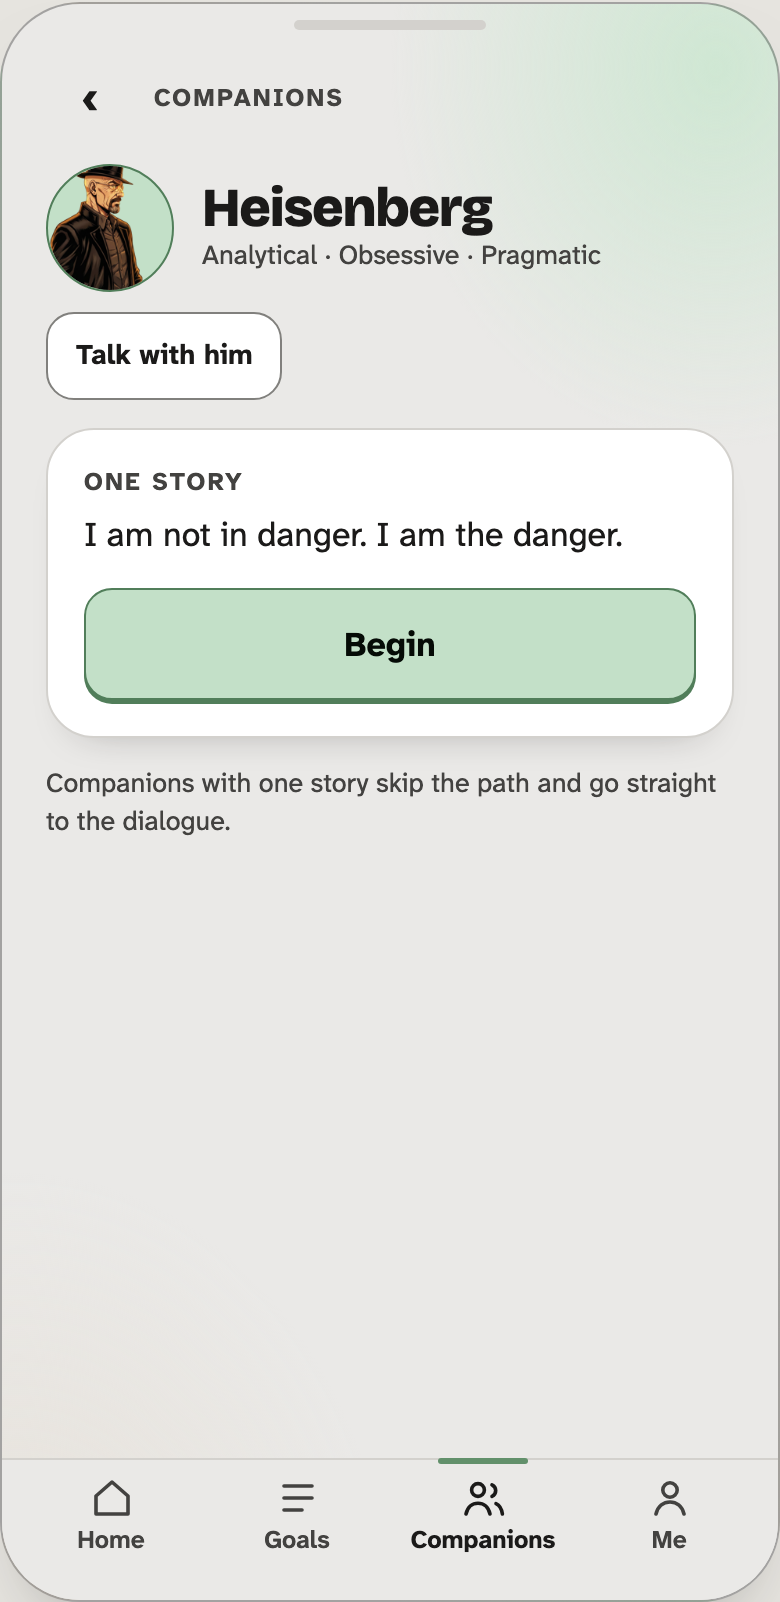 ‹ COMPANIONS
Heisenberg
Analytical · Obsessive · Pragmatic
Talk with him
ONE STORY
I am not in danger. I am the danger.
Begin
Companions with one story skip the path and go straight
to the dialogue.
Home Goals Companions Me